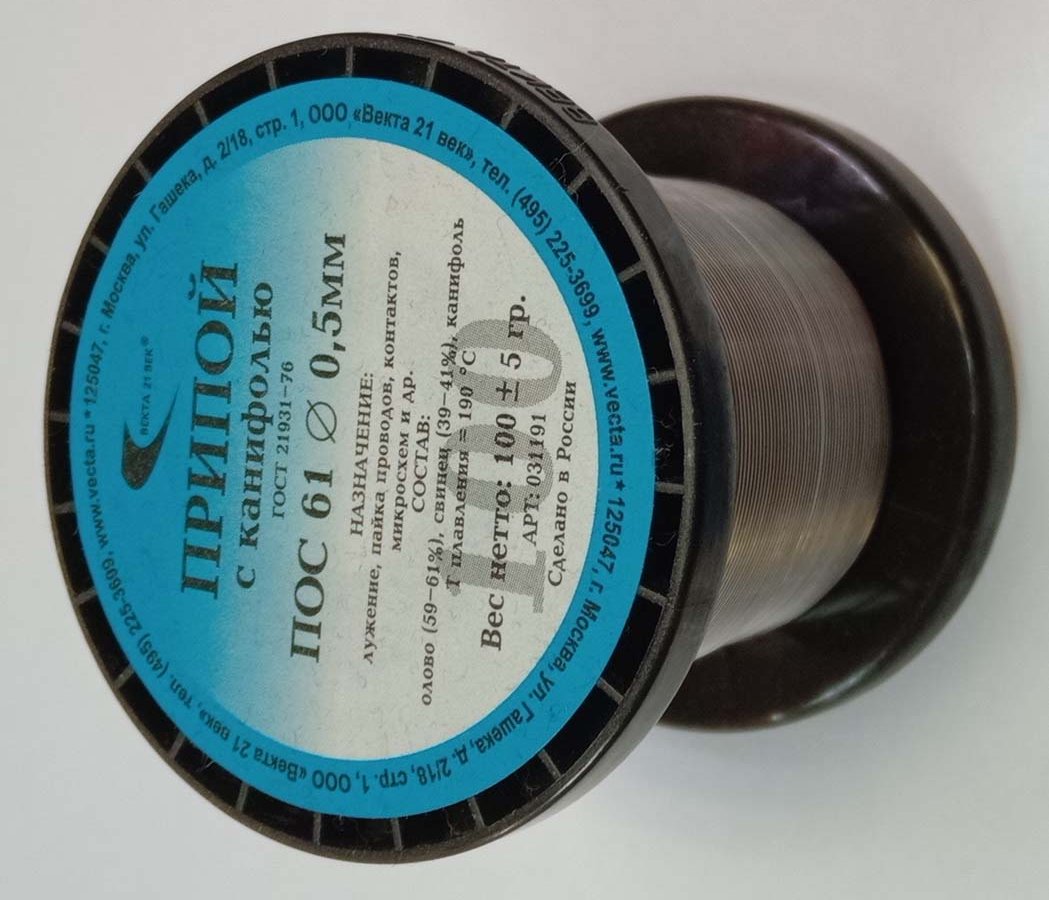 ВЕКТА 21 ВЕК®
ПРИПОЙ
с канифолью
ГОСТ 21931-76
ПОС 61 ∅ 0,5мм
НАЗНАЧЕНИЕ:
лужение, пайка проводов, контактов,
микросхем и др.
СОСТАВ:
олово (59-61%), свинец (39-41%), канифоль
Т плавления = 190 °С
Вес нетто: 100 ± 5 гр.
100
АРТ: 031191
Сделано в России
ООО «Векта 21 век», тел. (495) 225-3699, www.vecta.ru * 125047, г. Москва, ул. Гашека, д. 2/18, стр. 1,
ООО «Векта 21 век», тел. (495) 225-3699, www.vecta.ru * 125047, г. Москва, ул. Гашека, д. 2/18, стр. 1,